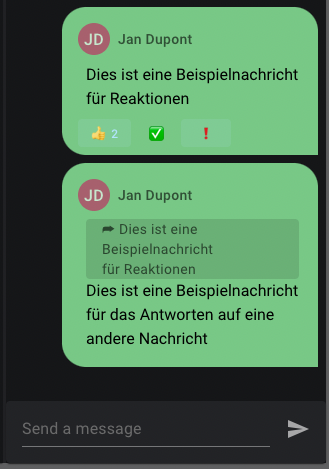 JD Jan Dupont
Dies ist eine Beispielnachricht
für Reaktionen
👍 2 ✅ ❗
JD Jan Dupont
➦ Dies ist eine
Beispielnachricht
für Reaktionen
Dies ist eine Beispielnachricht
für das Antworten auf eine
andere Nachricht
Send a message